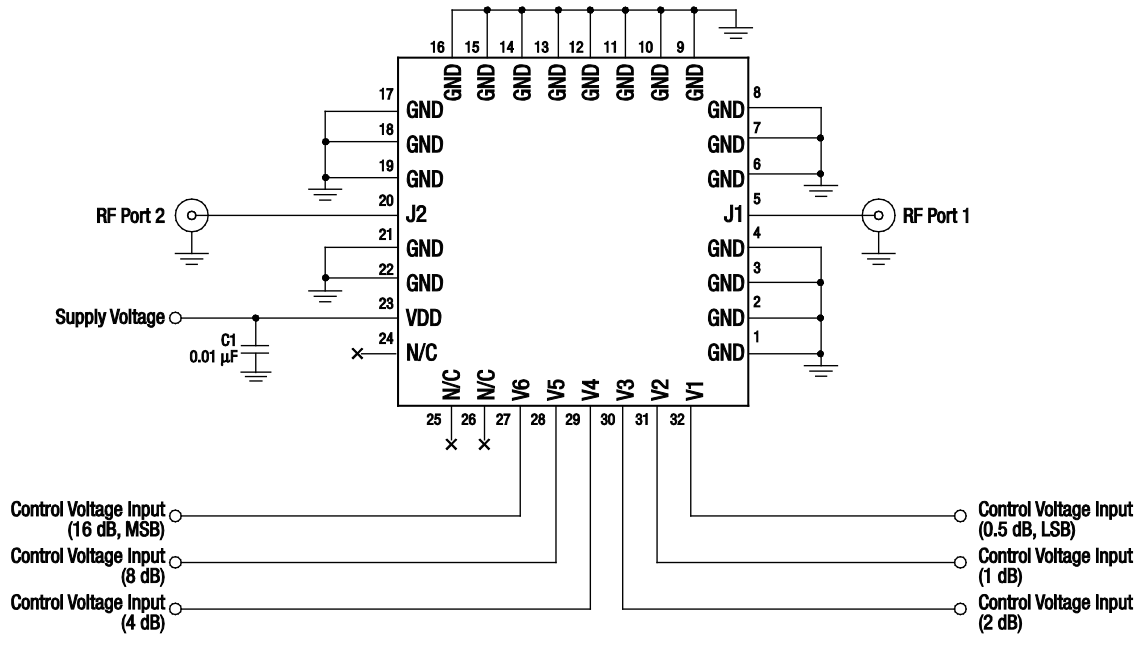 16 15 14 13 12 11 10 9
GND GND GND GND GND GND GND GND
17 GND GND 8
18 GND GND 7
19 GND GND 6
RF Port 2 20 J2 J1 5 RF Port 1
21 GND GND 4
22 GND GND 3
Supply Voltage 23 VDD GND 2
C1
0.01 µF
24 N/C GND 1
N/C N/C V6 V5 V4 V3 V2 V1
25 26 27 28 29 30 31 32
Control Voltage Input
(16 dB, MSB)
Control Voltage Input
(8 dB)
Control Voltage Input
(4 dB)
Control Voltage Input
(0.5 dB, LSB)
Control Voltage Input
(1 dB)
Control Voltage Input
(2 dB)